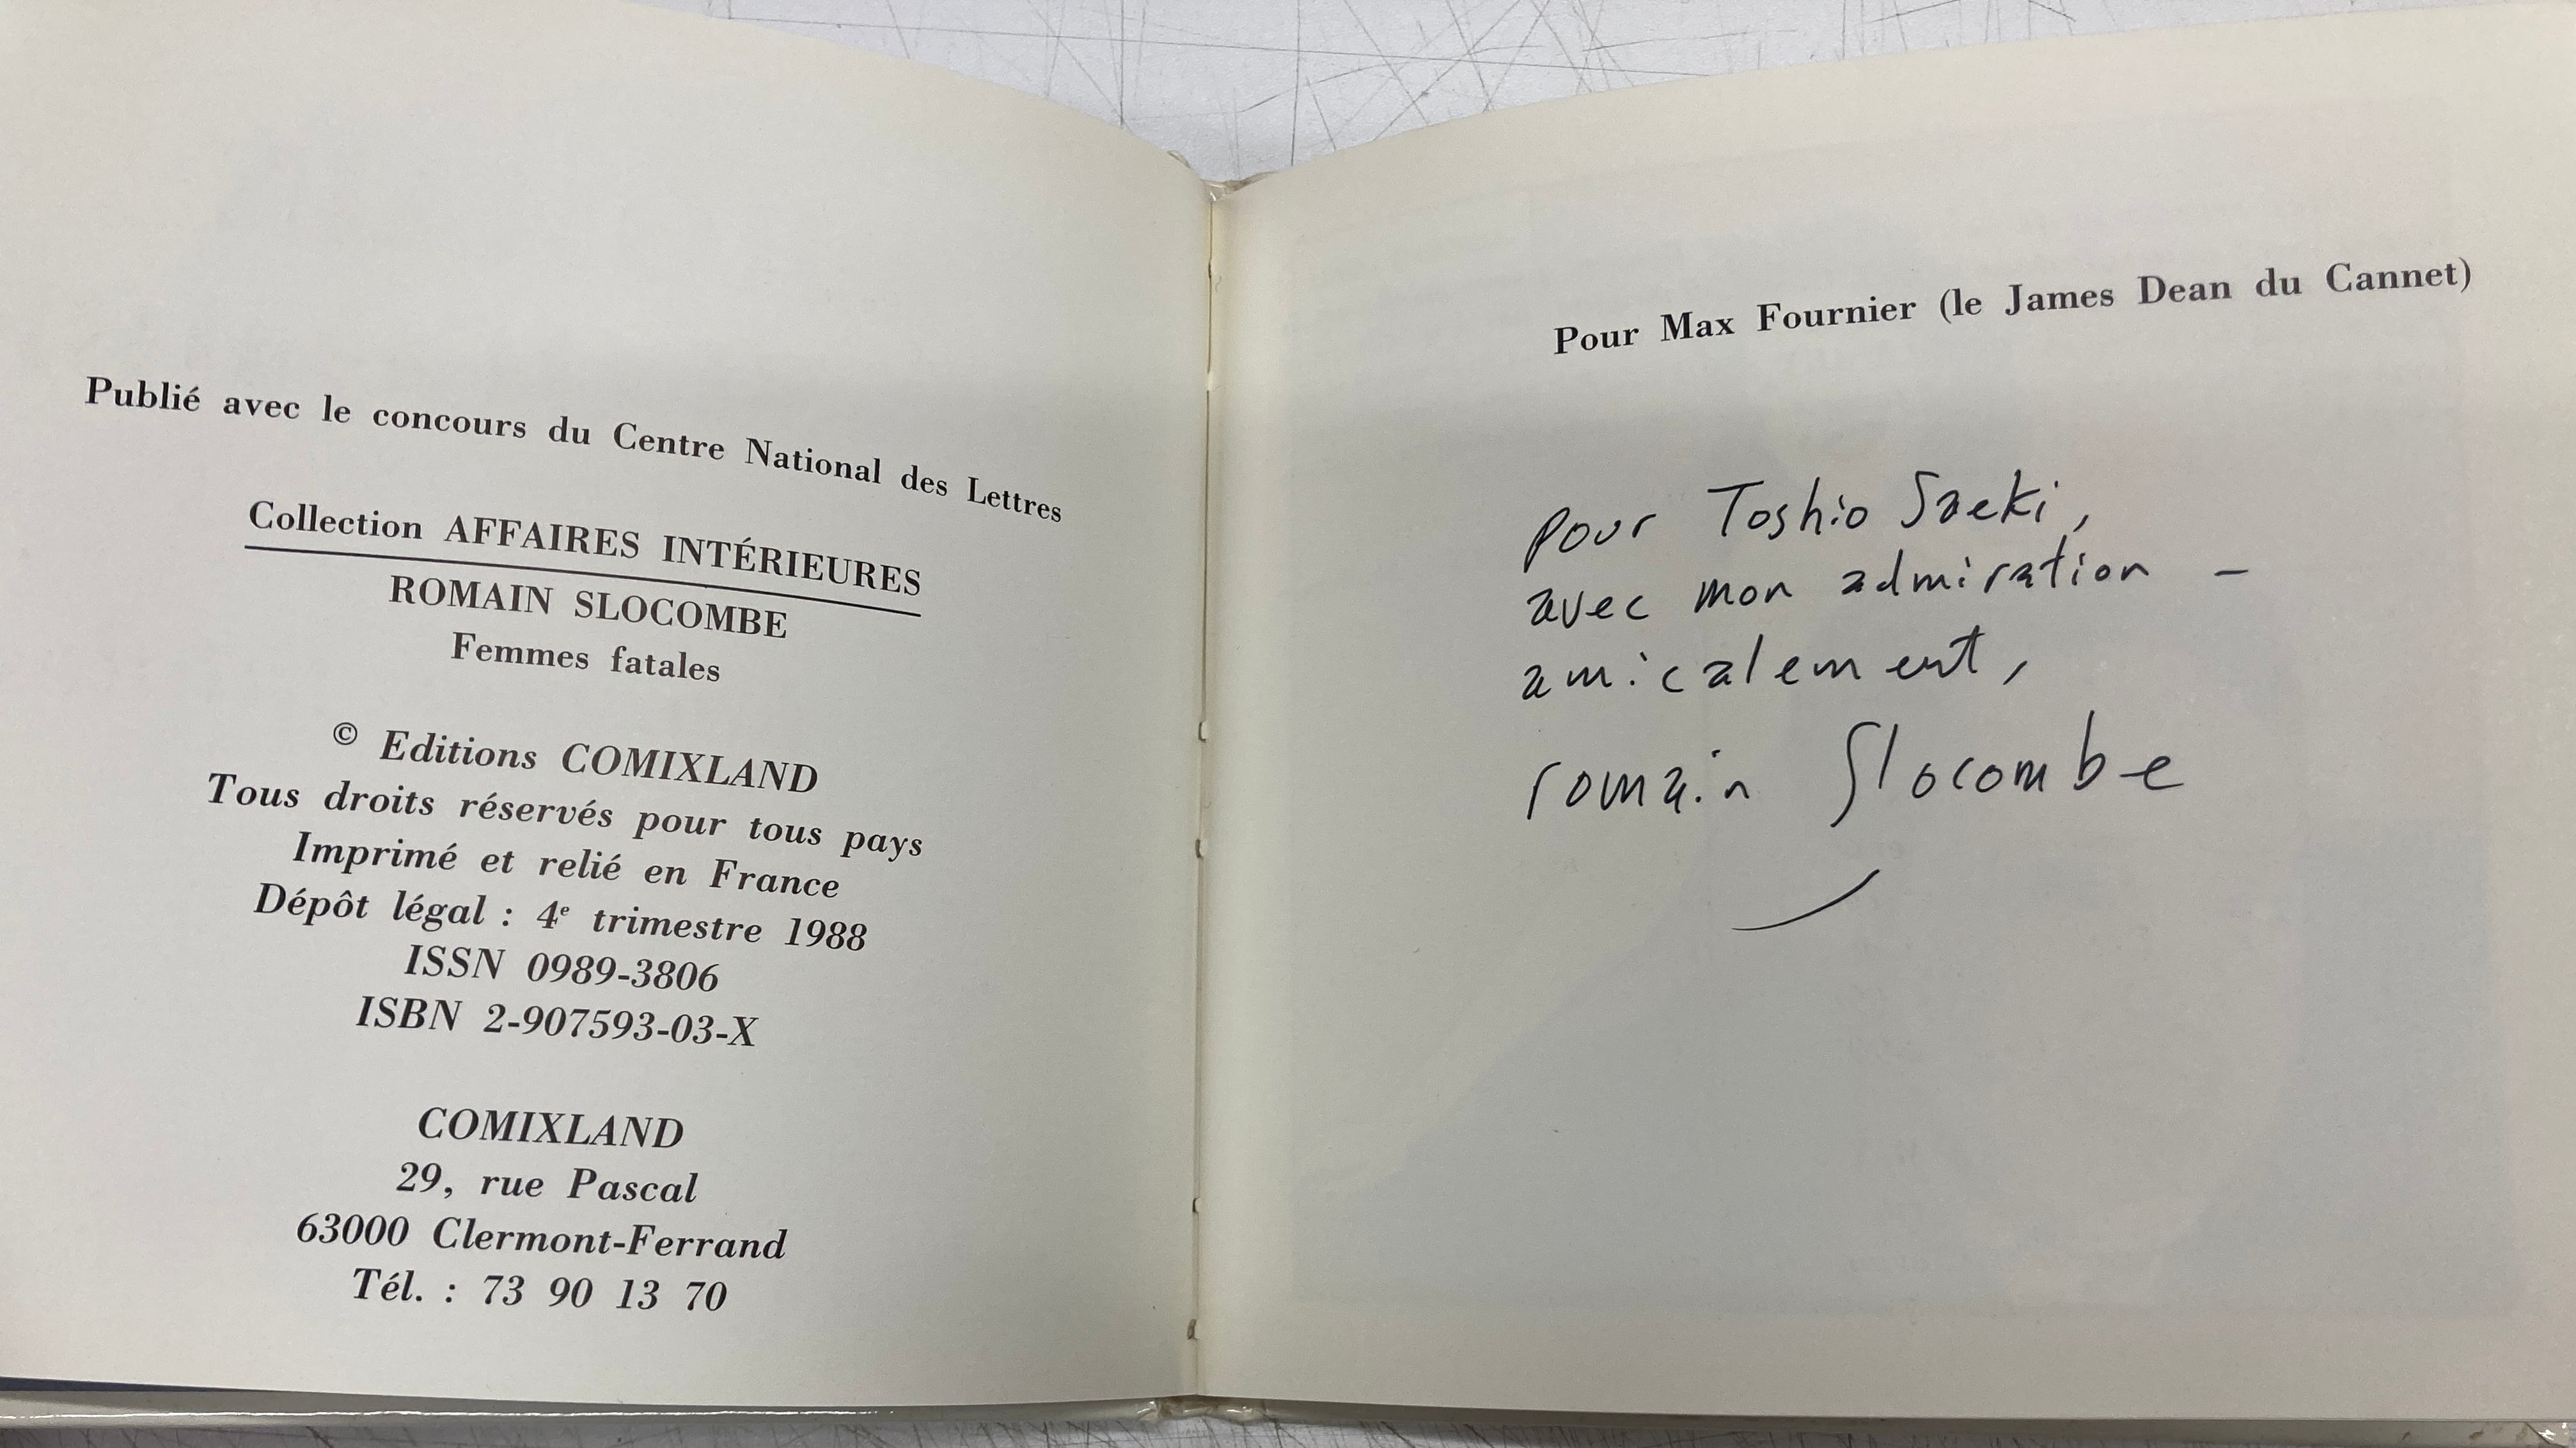 Publié avec le concours du Centre National des Lettres
Collection AFFAIRES INTÉRIEURES
ROMAIN SLOCOMBE
Femmes fatales
© Editions COMIXLAND
Tous droits réservés pour tous pays
Imprimé et relié en France
Dépôt légal : 4e trimestre 1988
ISSN 0989-3806
ISBN 2-907593-03-X
COMIXLAND
29, rue Pascal
63000 Clermont-Ferrand
Tél. : 73 90 13 70
Pour Max Fournier (le James Dean du Cannet)
pour Toshio Saeki,
avec mon admiration –
amicalement,
romain Slocombe